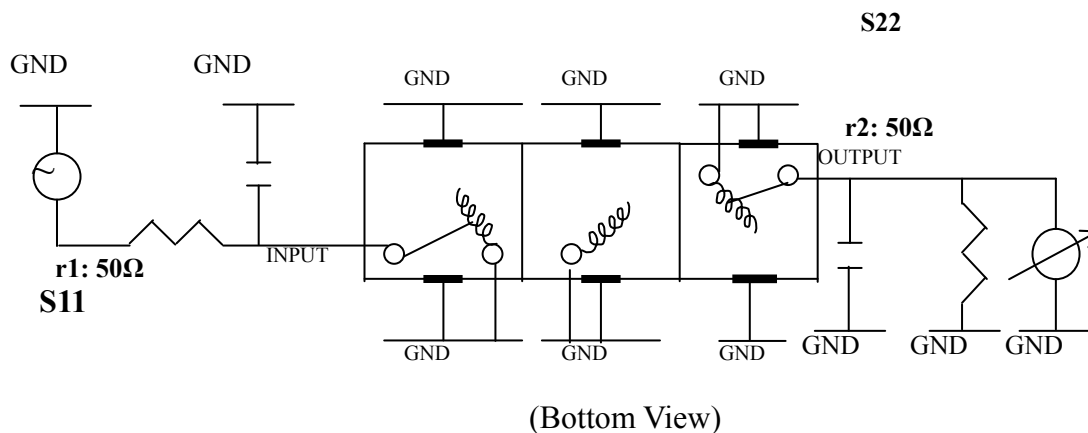 S22
GND
GND
GND
GND
GND
r2: 50Ω
OUTPUT
INPUT
r1: 50Ω
S11
GND
GND
GND
GND
GND
GND
(Bottom View)